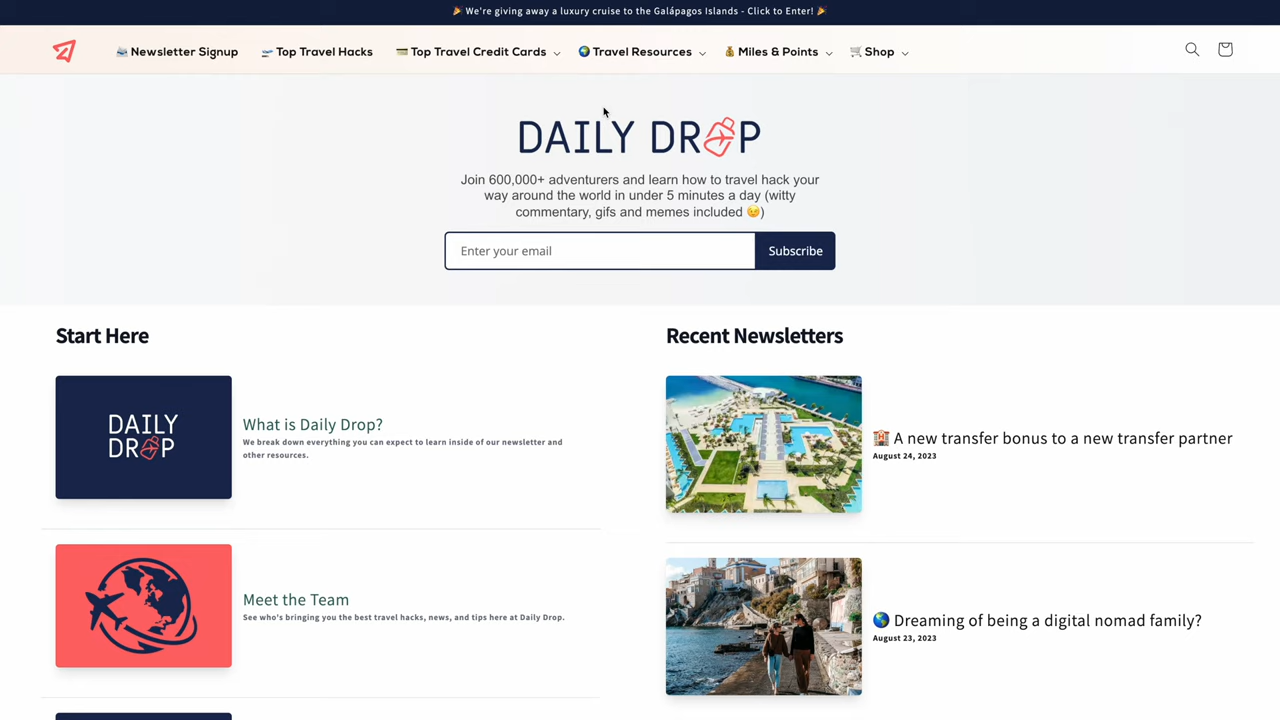 🎉 We're giving away a luxury cruise to the Galápagos Islands - Click to Enter! 🎉
📨 Newsletter Signup
🛫 Top Travel Hacks
💳 Top Travel Credit Cards
🌍 Travel Resources
💰 Miles & Points
🛒 Shop
DAILY DROP
Join 600,000+ adventurers and learn how to travel hack your
way around the world in under 5 minutes a day (witty
commentary, gifs and memes included 😉)
Enter your email
Subscribe
Start Here
DAILY
DROP
What is Daily Drop?
We break down everything you can expect to learn inside of our newsletter and
other resources.
Meet the Team
See who's bringing you the best travel hacks, news, and tips here at Daily Drop.
Recent Newsletters
🏨 A new transfer bonus to a new transfer partner
August 24, 2023
🌎 Dreaming of being a digital nomad family?
August 23, 2023